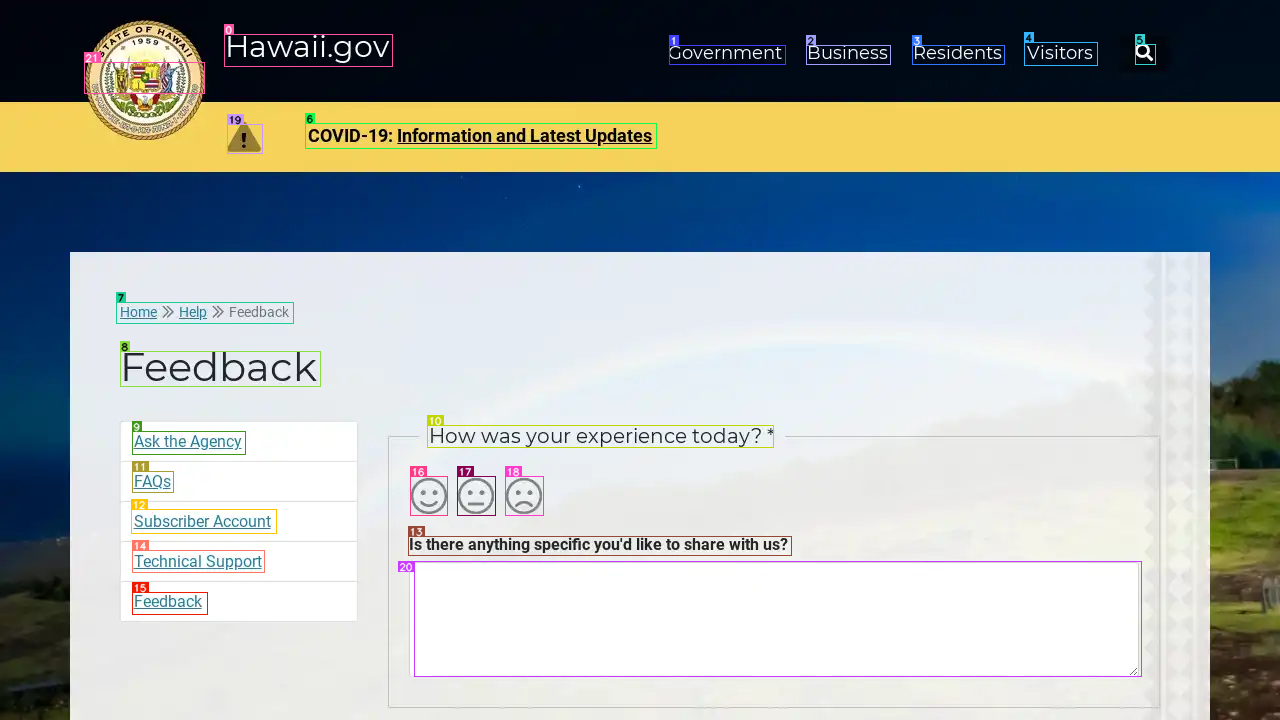 Hawaii.gov
Government Business Residents Visitors
STATE OF HAWAII
1959
COVID-19: Information and Latest Updates
Home Help Feedback
Feedback
Ask the Agency
FAQs
Subscriber Account
Technical Support
Feedback
How was your experience today? *
Is there anything specific you'd like to share with us?
0
1
2
3
4
5
6
7
8
9
10
11
12
13
14
15
16
17
18
19
20
21